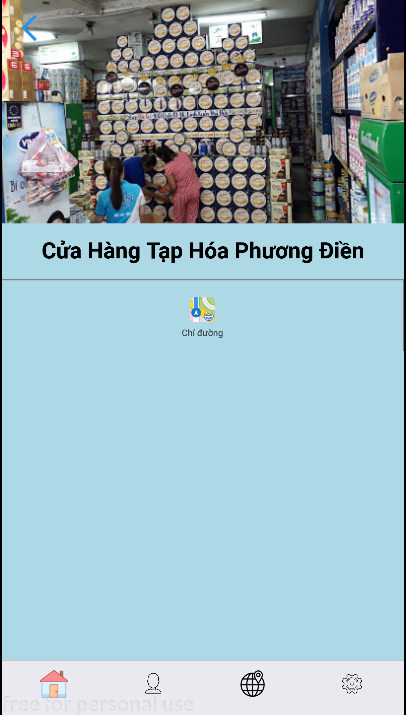 Cửa Hàng Tạp Hóa Phương Điền
Chỉ đường
free for personal use